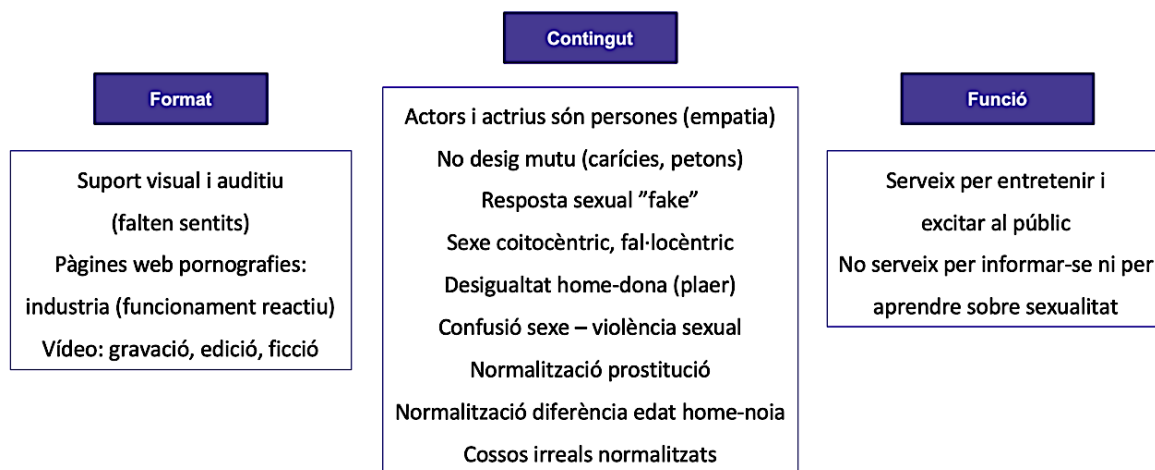 Format
Suport visual i auditiu
(falten sentits)
Pàgines web pornografies:
industria (funcionament reactiu)
Vídeo: gravació, edició, ficció
Contingut
Actors i actrius són persones (empatia)
No desig mutu (carícies, petons)
Resposta sexual ”fake”
Sexe coitocèntric, fal·locèntric
Desigualtat home-dona (plaer)
Confusió sexe – violència sexual
Normalització prostitució
Normalització diferència edat home-noia
Cossos irreals normalitzats
Funció
Serveix per entretenir i
excitar al públic
No serveix per informar-se ni per
aprendre sobre sexualitat